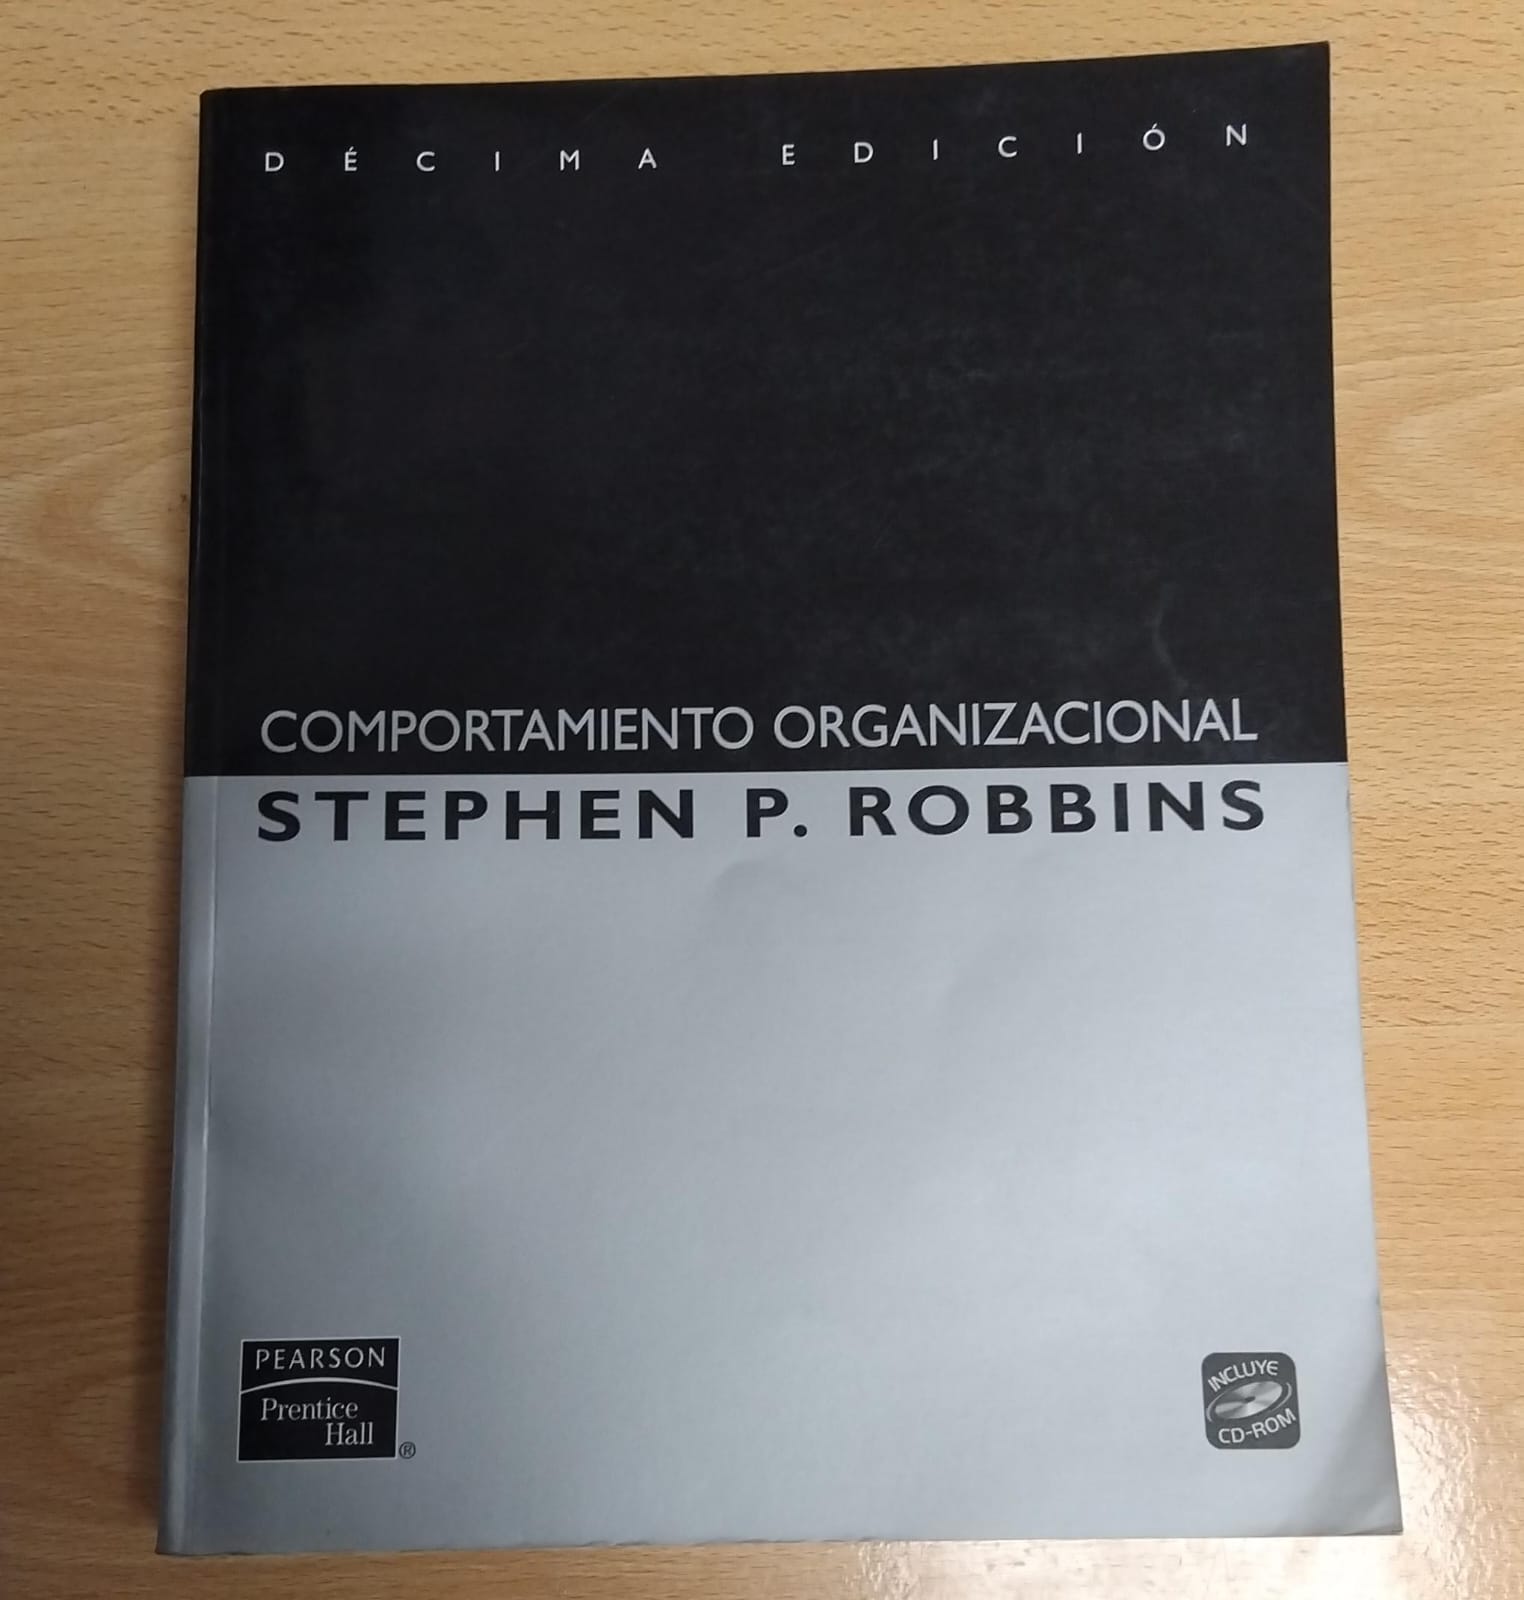 DÉCIMA EDICIÓN
COMPORTAMIENTO ORGANIZACIONAL
STEPHEN P. ROBBINS
PEARSON
Prentice
Hall
®
INCLUYE
CD-ROM